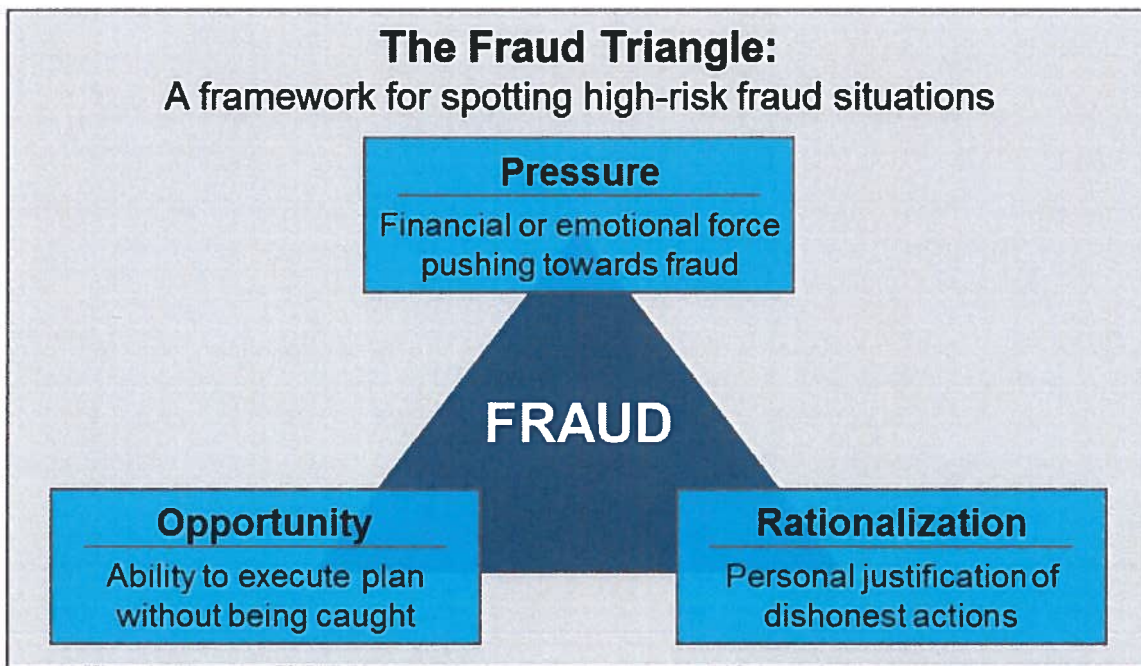 The Fraud Triangle:
A framework for spotting high-risk fraud situations
Pressure
Financial or emotional force
pushing towards fraud
FRAUD
Opportunity
Ability to execute plan
without being caught
Rationalization
Personal justification of
dishonest actions